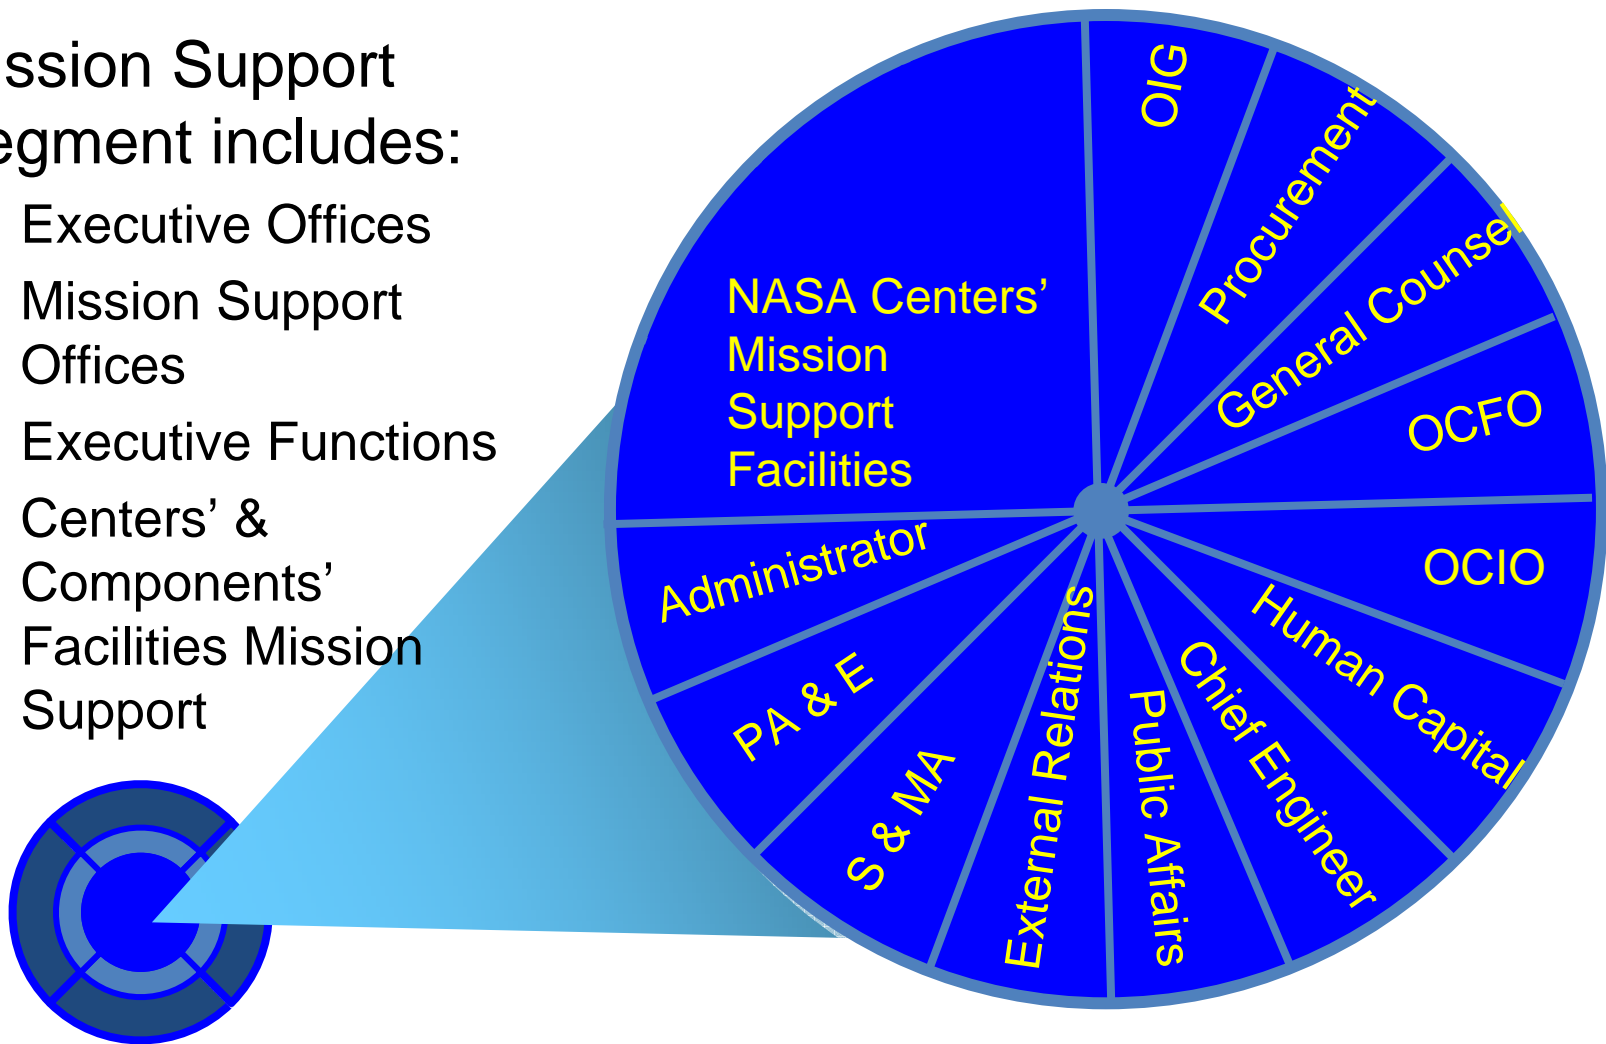 ssion Support
egment includes:
Executive Offices
Mission Support
Offices
Executive Functions
Centers’ &
Components’
Facilities Mission
Support
NASA Centers’
Mission
Support
Facilities
OIG
Procurement
General Counsel
OCFO
OCIO
Human Capital
Chief Engineer
Public Affairs
External Relations
S & MA
PA & E
Administrator